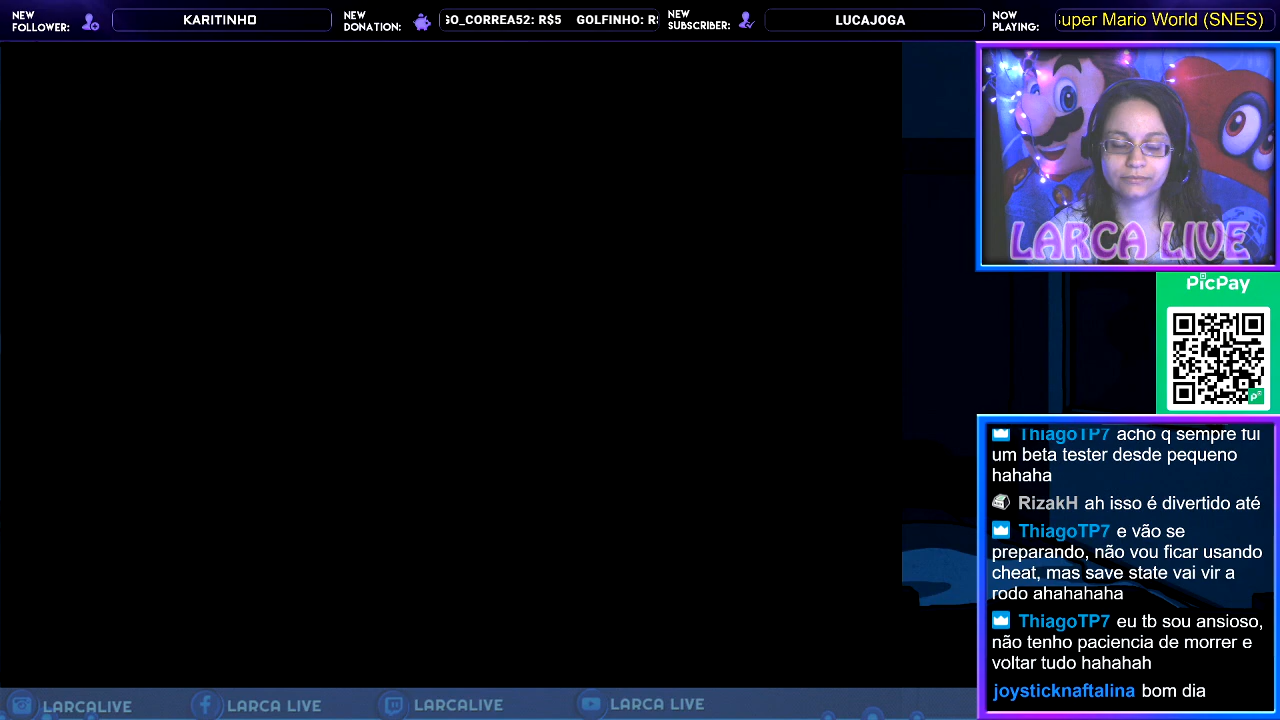 NEW FOLLOWER:
KARITINHO
NEW DONATION:
GO_CORREA52: R$5 GOLFINHO: R$
NEW SUBSCRIBER:
LUCAJOGA
NOW PLAYING:
Super Mario World (SNES)
LARCA LIVE
PicPay
ThiagoTP7 acho q sempre fui
um beta tester desde pequeno
hahaha
RizakH ah isso é divertido até
ThiagoTP7 e vão se
preparando, não vou ficar usando
cheat, mas save state vai vir a
rodo ahahahaha
ThiagoTP7 eu tb sou ansioso,
não tenho paciencia de morrer e
voltar tudo hahahah
joysticknaftalina bom dia
LARCALIVE
LARCA LIVE
LARCALIVE
LARCA LIVE